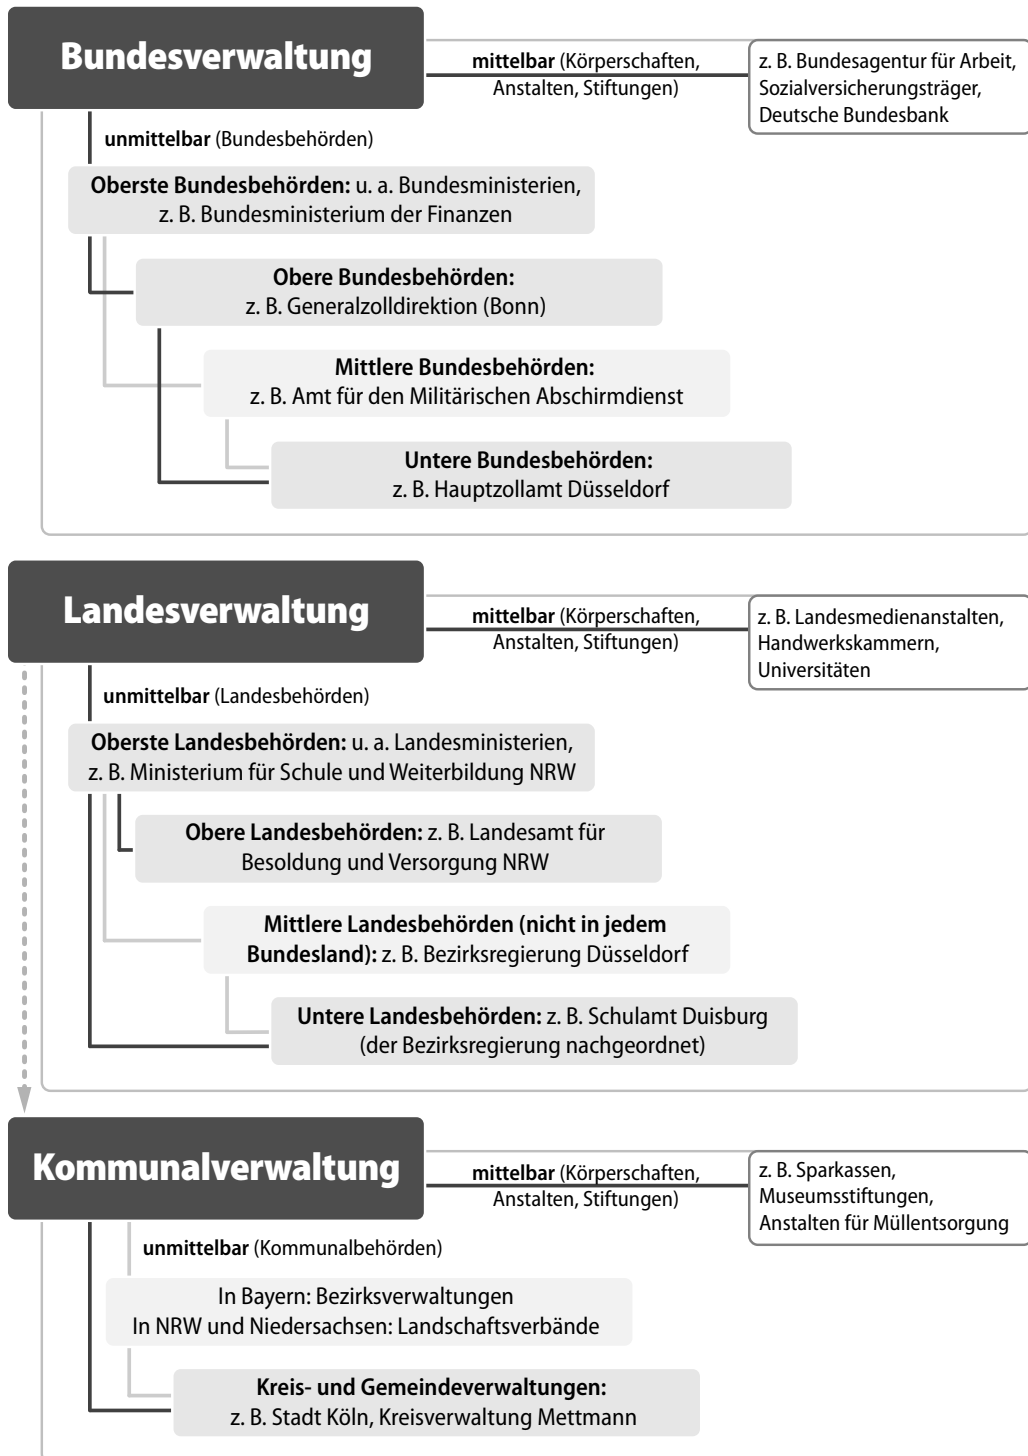 Bundesverwaltung
mittelbar (Körperschaften,
Anstalten, Stiftungen)
z. B. Bundesagentur für Arbeit,
Sozialversicherungsträger,
Deutsche Bundesbank
unmittelbar (Bundesbehörden)
Oberste Bundesbehörden: u. a. Bundesministerien,
z. B. Bundesministerium der Finanzen
Obere Bundesbehörden:
z. B. Generalzolldirektion (Bonn)
Mittlere Bundesbehörden:
z. B. Amt für den Militärischen Abschirmdienst
Untere Bundesbehörden:
z. B. Hauptzollamt Düsseldorf
Landesverwaltung
mittelbar (Körperschaften,
Anstalten, Stiftungen)
z. B. Landesmedienanstalten,
Handwerkskammern,
Universitäten
unmittelbar (Landesbehörden)
Oberste Landesbehörden: u. a. Landesministerien,
z. B. Ministerium für Schule und Weiterbildung NRW
Obere Landesbehörden: z. B. Landesamt für
Besoldung und Versorgung NRW
Mittlere Landesbehörden (nicht in jedem
Bundesland): z. B. Bezirksregierung Düsseldorf
Untere Landesbehörden: z. B. Schulamt Duisburg
(der Bezirksregierung nachgeordnet)
Kommunalverwaltung
mittelbar (Körperschaften,
Anstalten, Stiftungen)
z. B. Sparkassen,
Museumsstiftungen,
Anstalten für Müllentsorgung
unmittelbar (Kommunalbehörden)
In Bayern: Bezirksverwaltungen
In NRW und Niedersachsen: Landschaftsverbände
Kreis- und Gemeindeverwaltungen:
z. B. Stadt Köln, Kreisverwaltung Mettmann